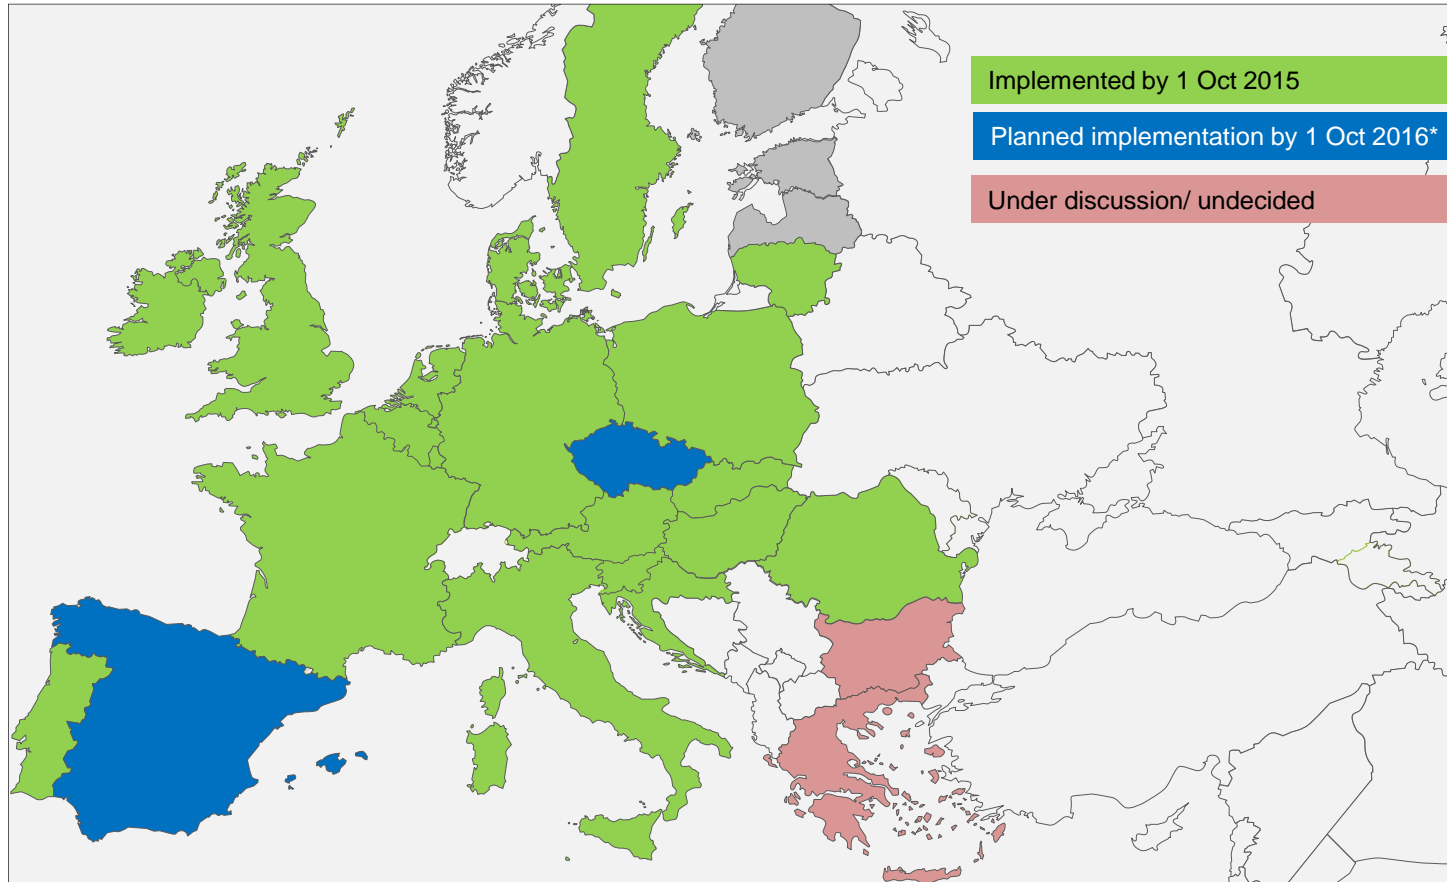 Implemented by 1 Oct 2015
Planned implementation by 1 Oct 2016*
Under discussion/ undecided